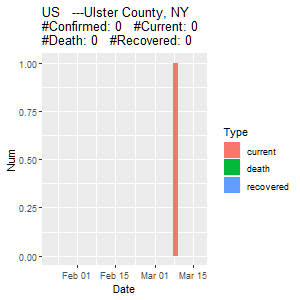 US   ---Ulster County, NY
#Confirmed: 0   #Current: 0
#Death: 0   #Recovered: 0
1.00
0.75
0.50
0.25
0.00
Num
Feb 01
Feb 15
Mar 01
Mar 15
Date
Type
current
death
recovered